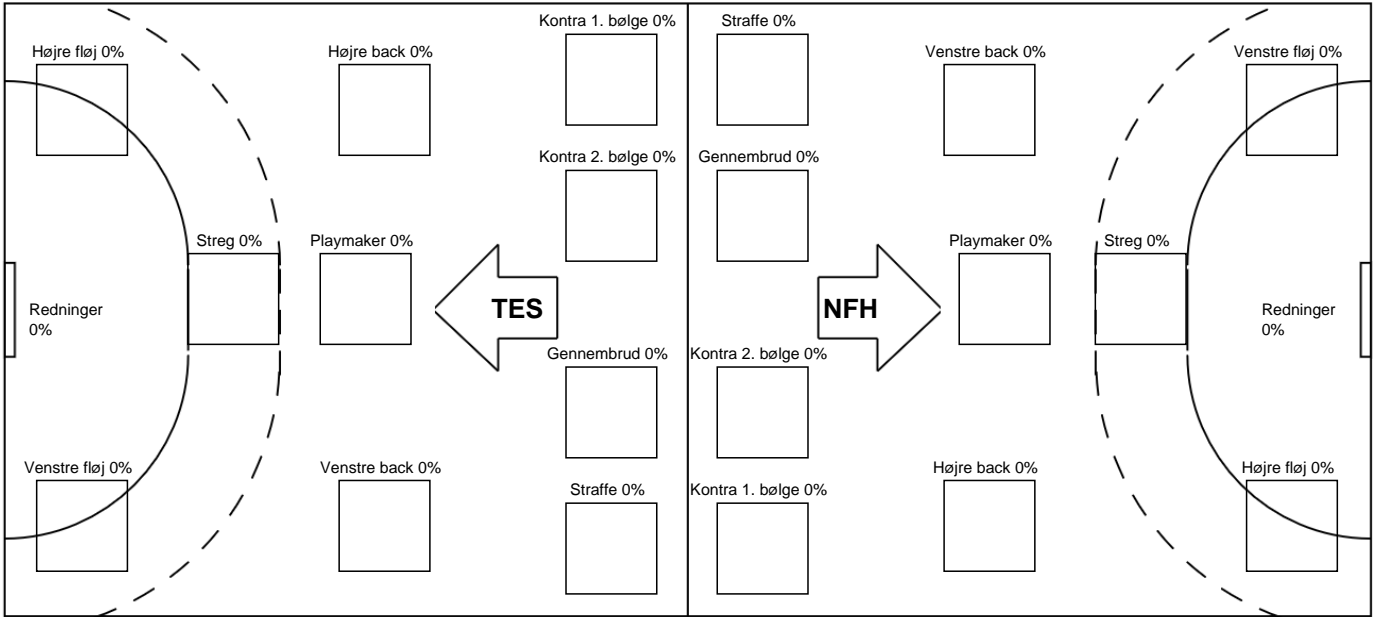 Kontra 1. bølge 0%
Straffe 0%
Højre fløj 0%
Højre back 0%
Venstre back 0%
Venstre fløj 0%
Kontra 2. bølge 0%
Gennembrud 0%
Streg 0%
Playmaker 0%
Playmaker 0%
Streg 0%
Redninger
0%
TES
NFH
Redninger
0%
Gennembrud 0%
Kontra 2. bølge 0%
Venstre fløj 0%
Venstre back 0%
Højre back 0%
Højre fløj 0%
Straffe 0%
Kontra 1. bølge 0%